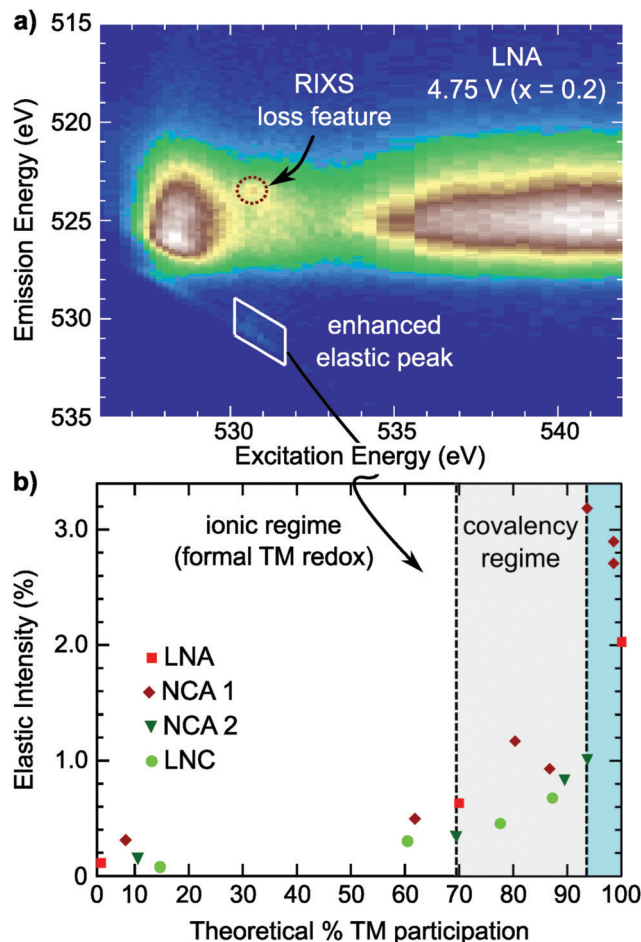 a)
515
520
525
530
535
Emission Energy (eV)
LNA
4.75 V (x = 0.2)
RIXS
loss feature
enhanced
elastic peak
530
535
540
Excitation Energy (eV)
b)
3.0
2.0
1.0
0
Elastic Intensity (%)
ionic regime
(formal TM redox)
covalency
regime
LNA
NCA 1
NCA 2
LNC
0 10 20 30 40 50 60 70 80 90 100
Theoretical % TM participation